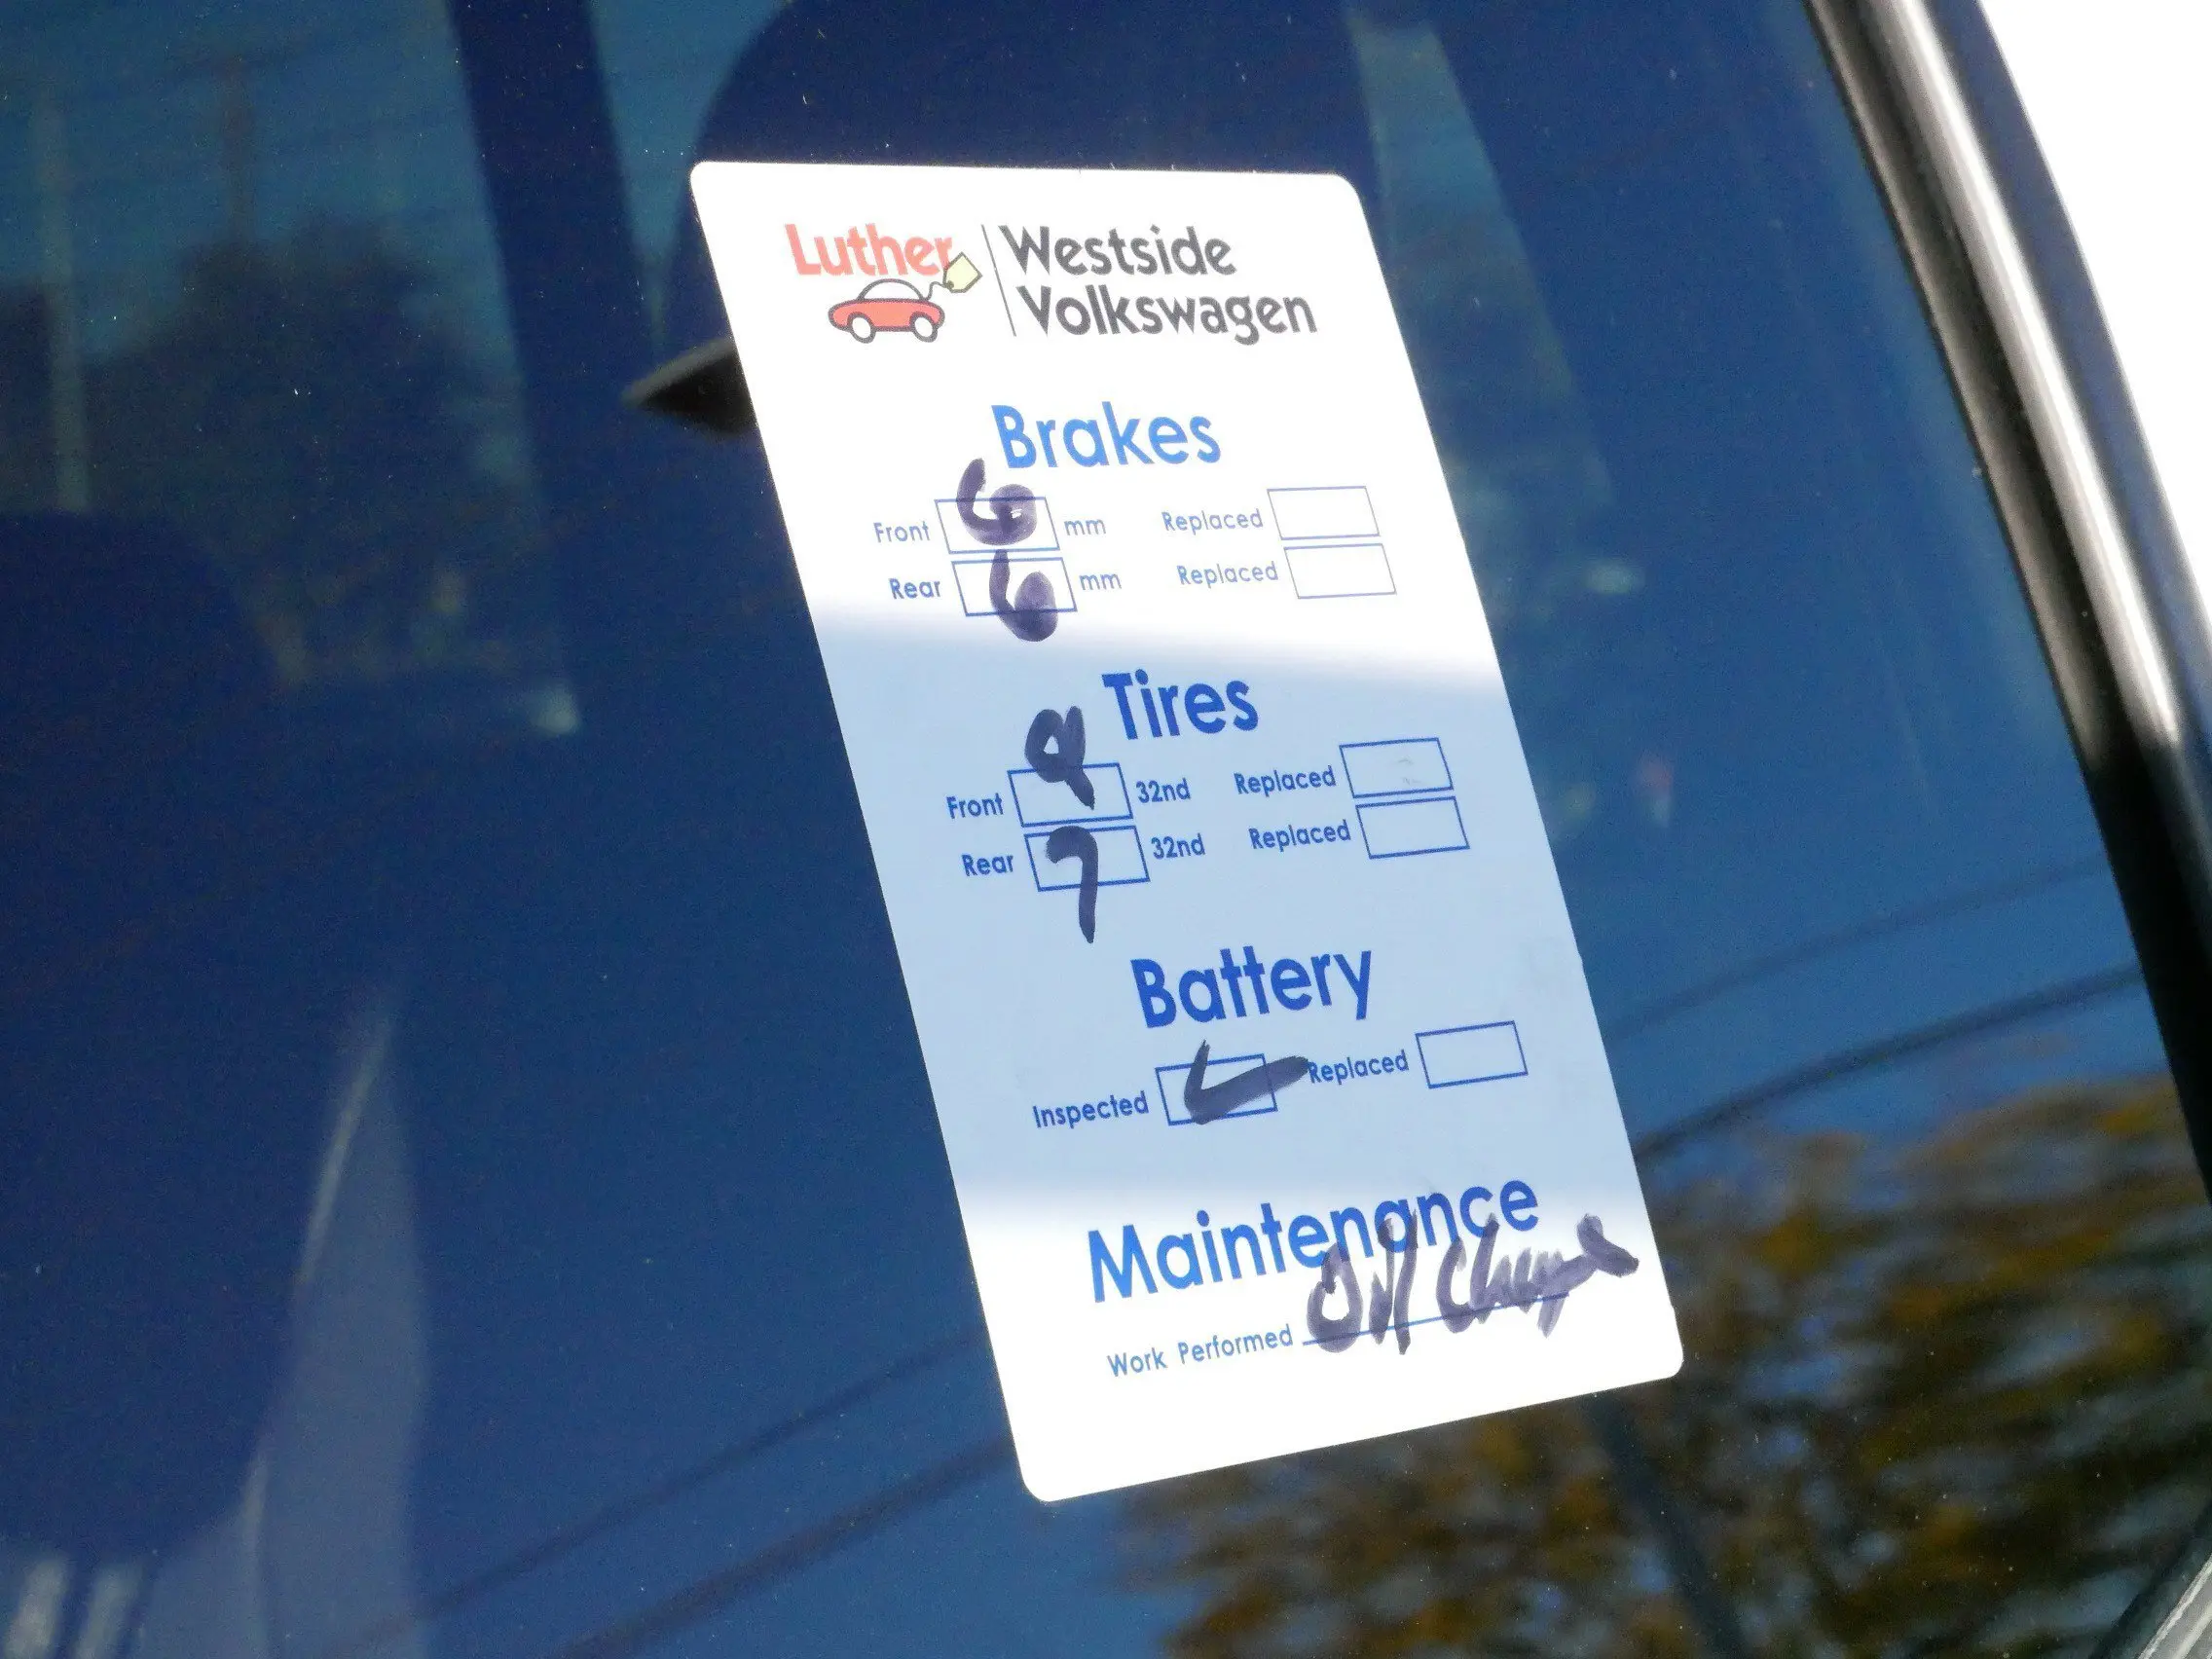 Luther Westside
Volkswagen
Brakes
Front 6 mm Replaced
Rear 6 mm Replaced
Tires
Front 9 32nd Replaced
Rear 7 32nd Replaced
Battery
Inspected ✓ Replaced
Maintenance
Work Performed Oil Change